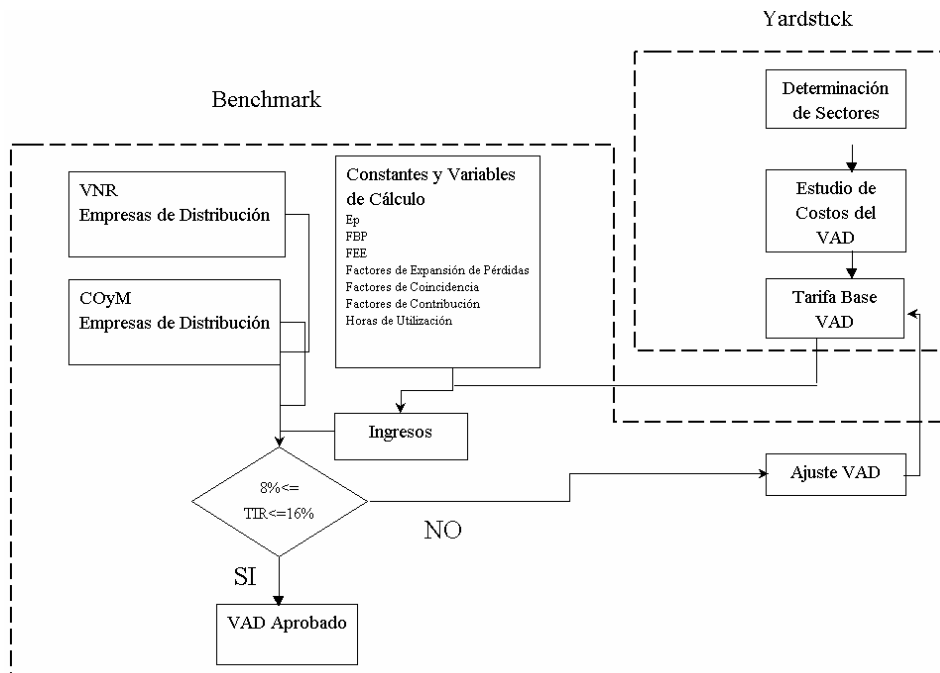 Yardstick
Benchmark
Determinación
de Sectores
Estudio de
Costos del
VAD
Tarifa Base
VAD
VNR
Empresas de Distribución
COyM
Empresas de Distribución
Constantes y Variables
de Cálculo
Ep
FBP
FEE
Factores de Expansión de Pérdidas
Factores de Coincidencia
Factores de Contribución
Horas de Utilización
Ingresos
8%<=
TIR<=16%
NO
Ajuste VAD
SI
VAD Aprobado